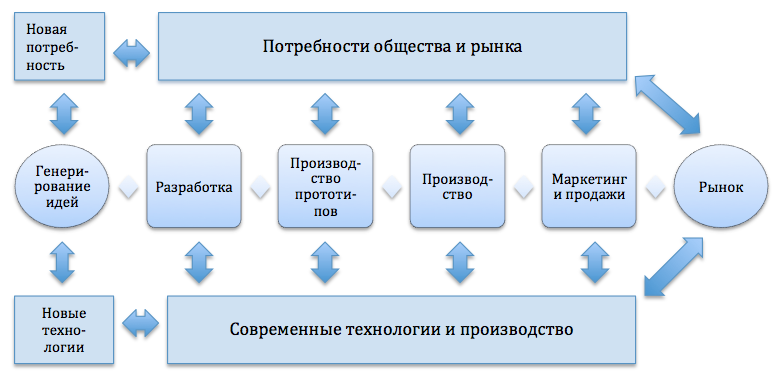 Новая
потреб-
ность
Потребности общества и рынка
Генери-
рование
идей
Разработка
Производ-
ство
прототи-
пов
Производ-
ство
Маркетинг
и продажи
Рынок
Новые
техно-
логии
Современные технологии и производство